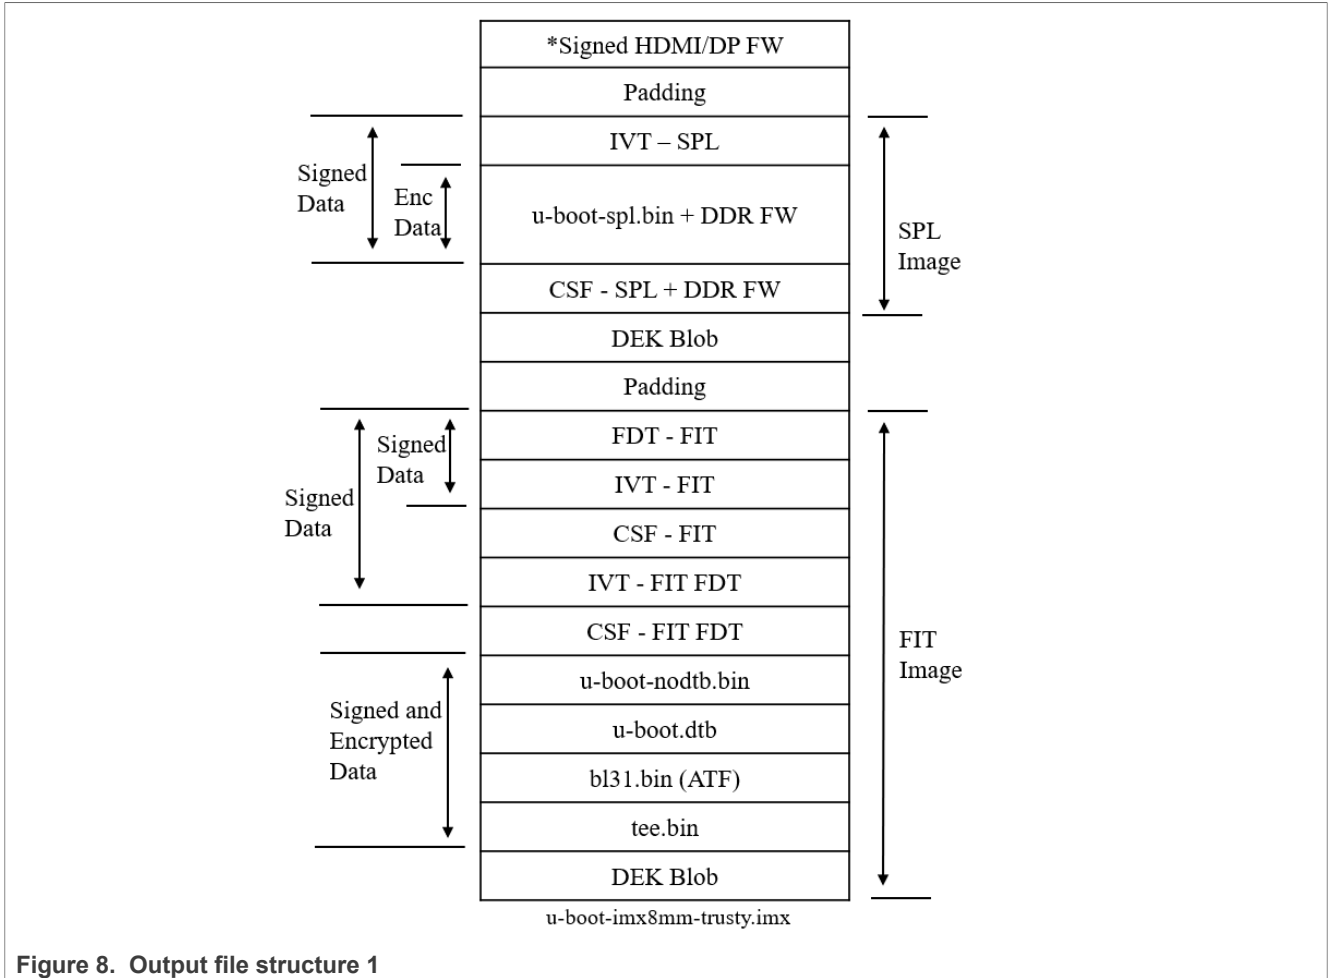 *Signed HDMI/DP FW
Padding
IVT – SPL
Signed
Data
Enc
Data
u-boot-spl.bin + DDR FW
SPL
Image
CSF - SPL + DDR FW
DEK Blob
Padding
FDT - FIT
Signed
Data
IVT - FIT
Signed
Data
CSF - FIT
IVT - FIT FDT
CSF - FIT FDT
FIT
Image
u-boot-nodtb.bin
Signed and
Encrypted
Data
u-boot.dtb
bl31.bin (ATF)
tee.bin
DEK Blob
u-boot-imx8mm-trusty.imx
Figure 8. Output file structure 1